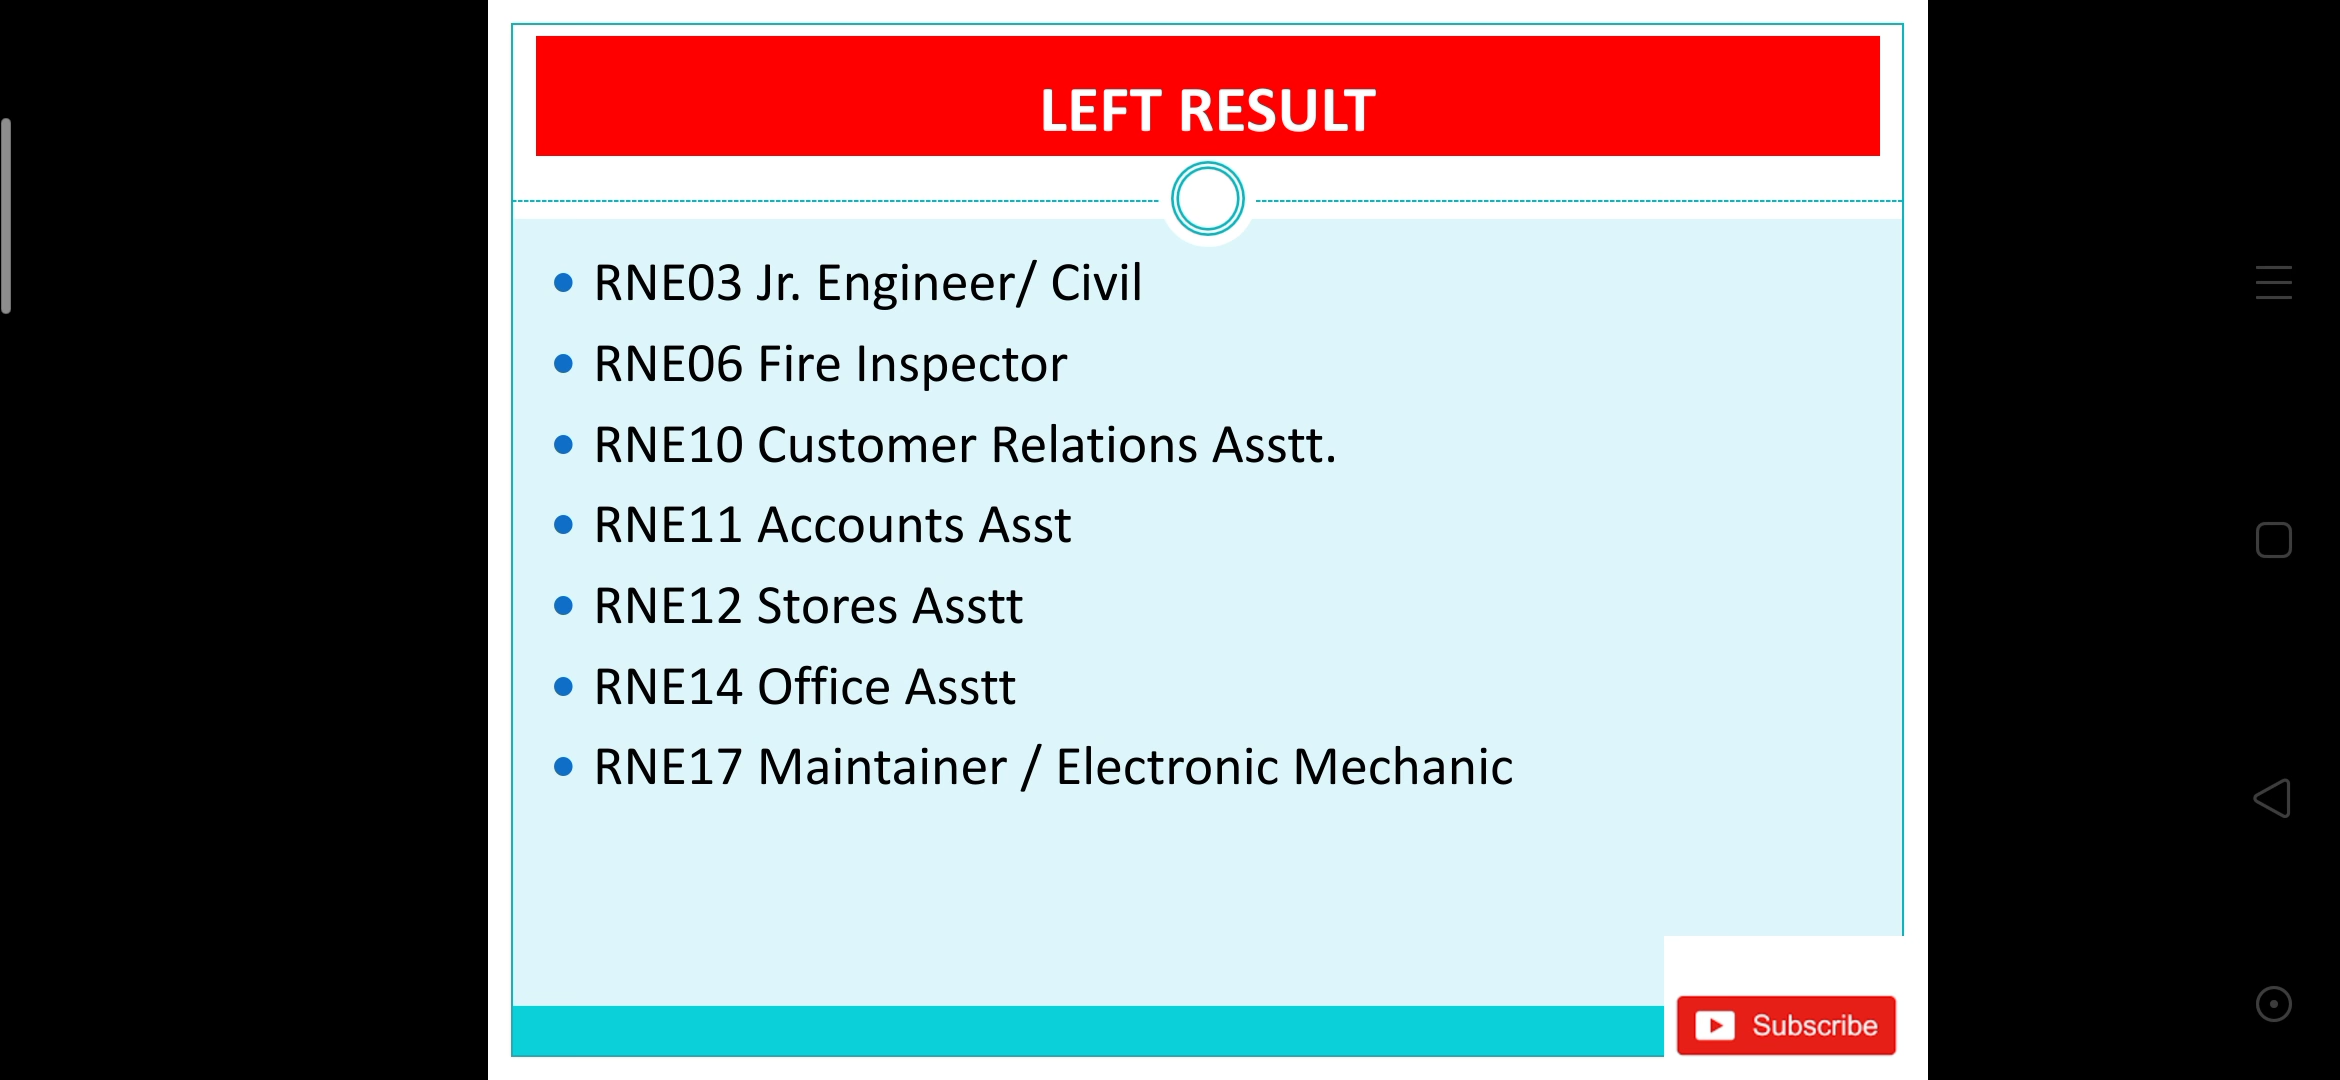 LEFT RESULT
RNE03 Jr. Engineer/ Civil
RNE06 Fire Inspector
RNE10 Customer Relations Asstt.
RNE11 Accounts Asst
RNE12 Stores Asstt
RNE14 Office Asstt
RNE17 Maintainer / Electronic Mechanic
Subscribe